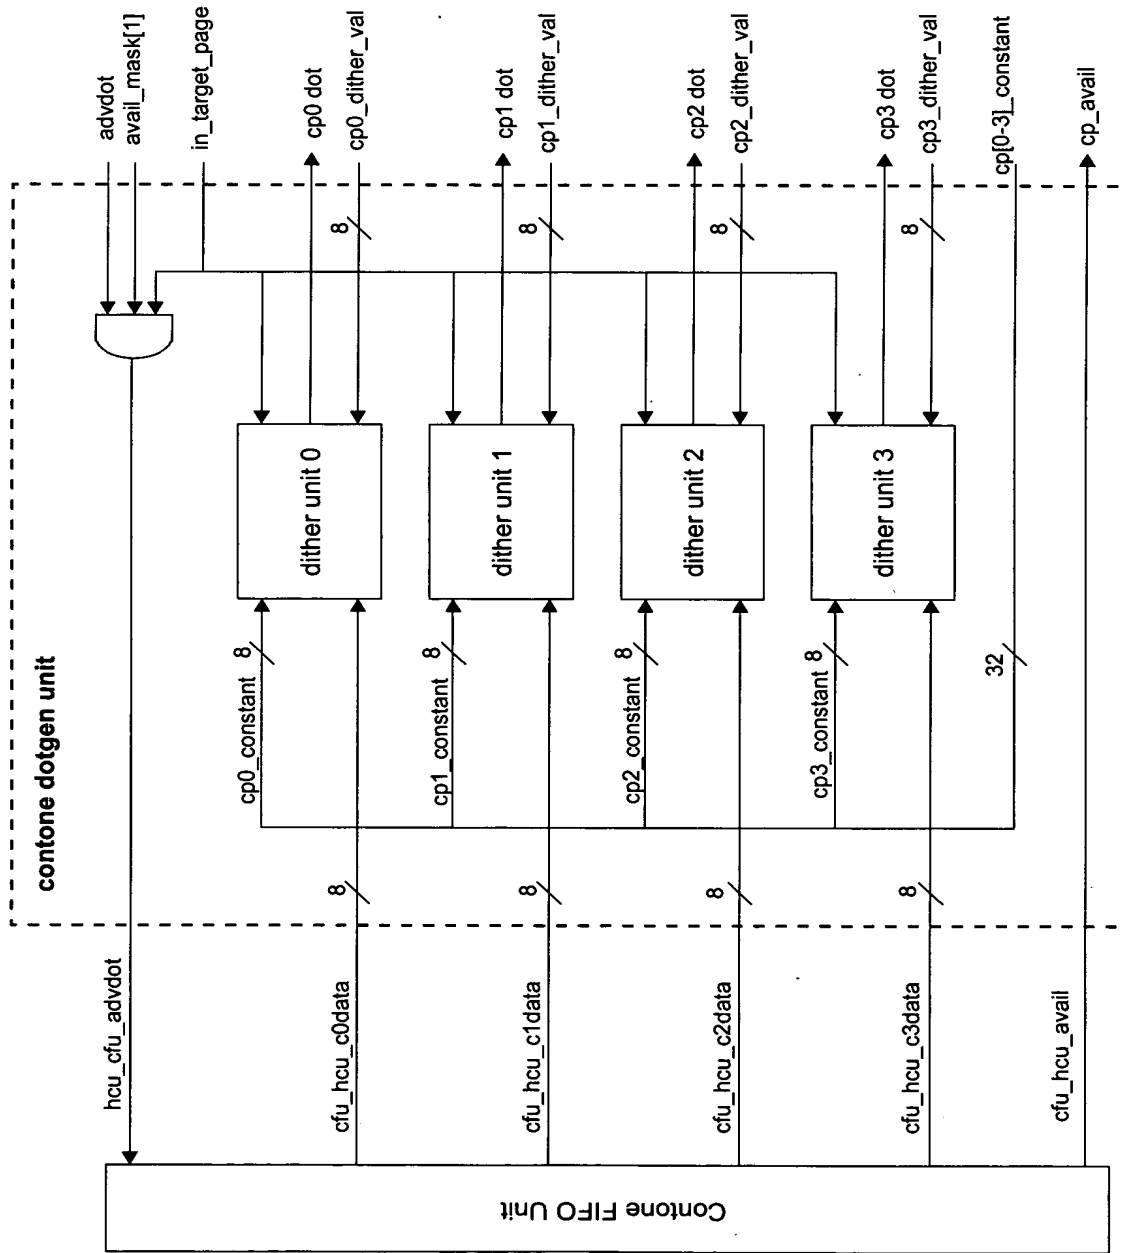 advdot
avail_mask[1]
in_target_page
cp0 dot
cp0_dither_val
cp1 dot
cp1_dither_val
cp2 dot
cp2_dither_val
cp3 dot
cp3_dither_val
cp[0-3]_constant
cp_avail
8
8
8
8
dither unit 0
dither unit 1
dither unit 2
dither unit 3
contone dotgen unit
cp0_constant
8
cp1_constant
8
cp2_constant
8
cp3_constant
8
32
8
8
8
8
hcu_cfu_advdot
cfu_hcu_c0data
cfu_hcu_c1data
cfu_hcu_c2data
cfu_hcu_c3data
cfu_hcu_avail
Contone FIFO Unit